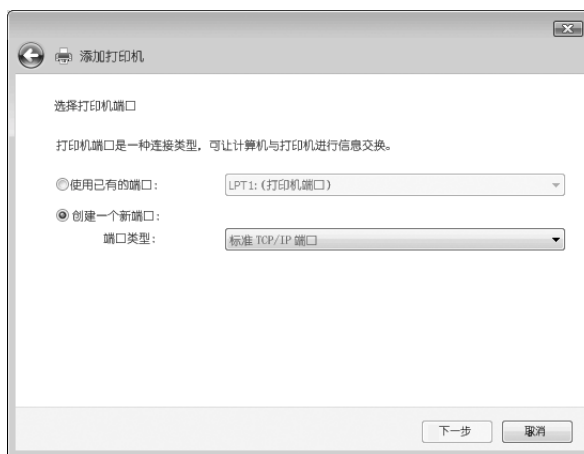 添加打印机
选择打印机端口
打印机端口是一种连接类型，可让计算机与打印机进行信息交换。
使用已有的端口： LPT1:(打印机端口)
创建一个新端口：
端口类型： 标准 TCP/IP 端口
下一步 取消